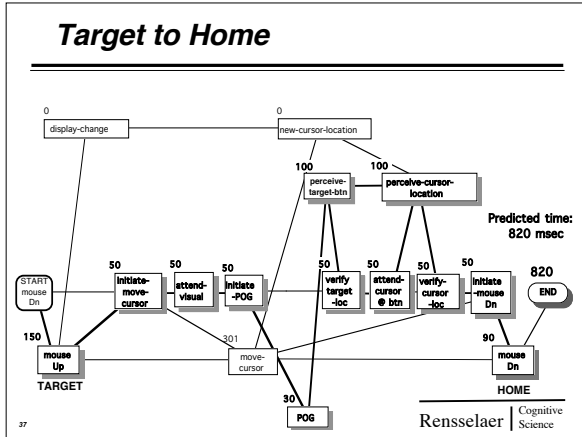 Target to Home
0
display-change
0
new-cursor-location
100
perceive-
target-btn
100
perceive-cursor-
location
Predicted time:
820 msec
START
mouse
Dn
50
initiate-
move-
cursor
50
attend-
visual
50
initiate
-POG
50
verify
target
-loc
50
attend-
cursor
@ btn
50
verify-
cursor
-loc
50
initiate
-mouse
Dn
820
END
150
mouse
Up
TARGET
301
move-
cursor
90
mouse
Dn
HOME
30
POG
37
Rensselaer
Cognitive
Science